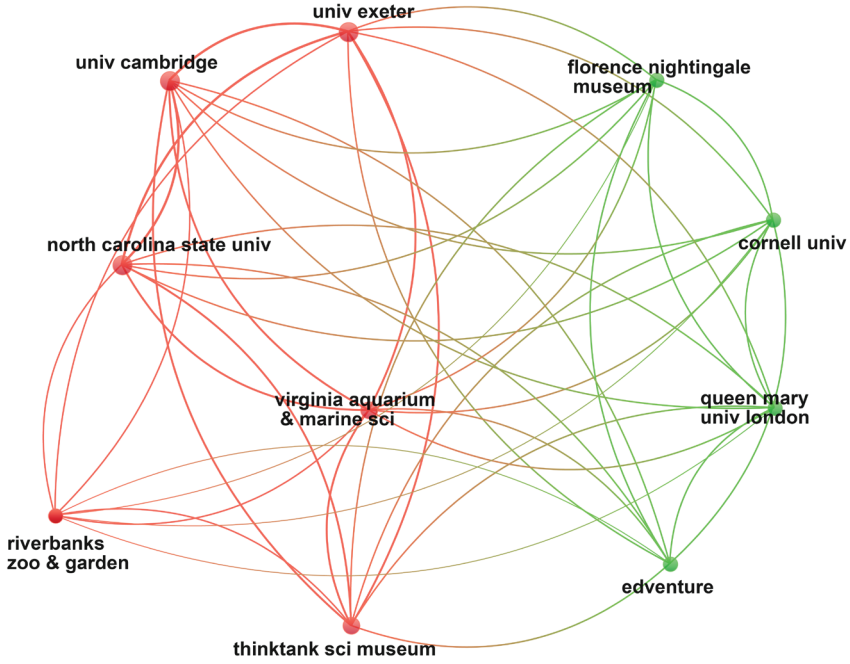 univ exeter
univ cambridge
florence nightingale
museum
cornell univ
north carolina state univ
virginia aquarium
& marine sci
queen mary
univ london
riverbanks
zoo & garden
edventure
thinktank sci museum